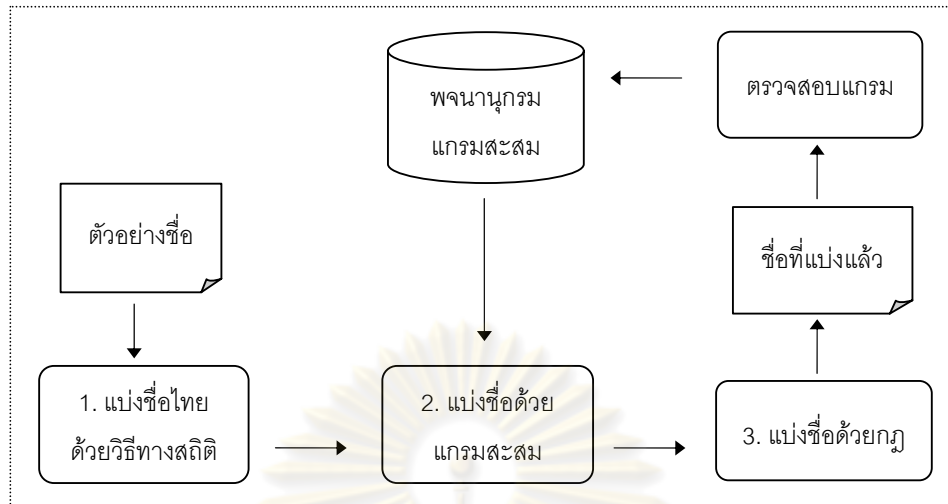 พจนานุกรม
แกรมสะสม
ตรวจสอบแกรม
ตัวอย่างชื่อ
ชื่อที่แบ่งแล้ว
1. แบ่งชื่อไทย
ด้วยวิธีทางสถิติ
2. แบ่งชื่อด้วย
แกรมสะสม
3. แบ่งชื่อด้วยกฎ